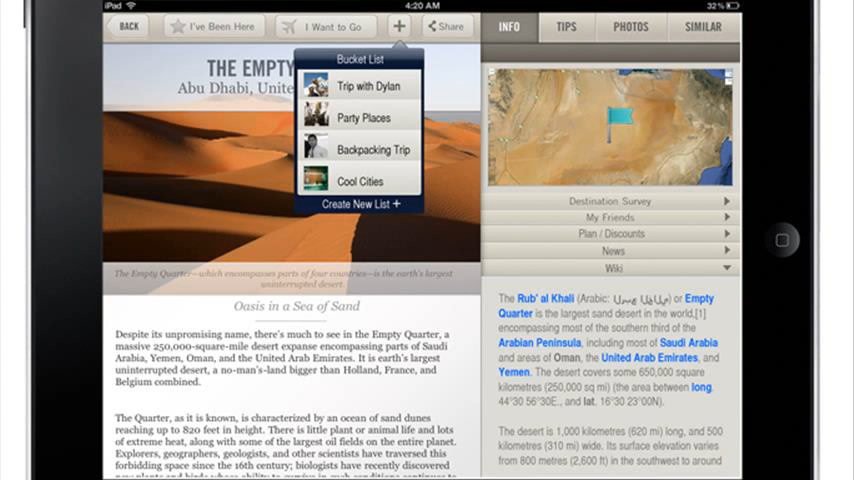 iPad
4:20 AM
32%
BACK
I've Been Here
I Want to Go
+
Share
INFO
TIPS
PHOTOS
SIMILAR
THE EMPTY
Abu Dhabi, Unite
Bucket List
Trip with Dylan
Party Places
Backpacking Trip
Cool Cities
Create New List +
The Empty Quarter—which encompasses parts of four countries—is the earth's largest
uninterrupted desert.
Oasis in a Sea of Sand
Despite its unpromising name, there's much to see in the Empty Quarter, a
massive 250,000-square-mile desert expanse encompassing parts of Saudi
Arabia, Yemen, Oman, and the United Arab Emirates. It is earth's largest
uninterrupted desert, a no-man's-land bigger than Holland, France, and
Belgium combined.
The Quarter, as it is known, is characterized by an ocean of sand dunes
reaching up to 820 feet in height. There is little plant or animal life and lots
of extreme heat, along with some of the largest oil fields on the entire planet.
Explorers, geographers, geologists, and other scientists have traversed this
forbidding space since the 16th century; biologists have recently discovered
new plants and birds whose ability to survive in such conditions continues to
Destination Survey
My Friends
Plan / Discounts
News
Wiki
The Rub' al Khali (Arabic: ) or Empty
Quarter is the largest sand desert in the world,[1]
encompassing most of the southern third of the
Arabian Peninsula, including most of Saudi Arabia
and areas of Oman, the United Arab Emirates, and
Yemen. The desert covers some 650,000 square
kilometres (250,000 sq mi) (the area between long.
44°30 56°30E., and lat. 16°30 23°00N).
The desert is 1,000 kilometres (620 mi) long, and 500
kilometres (310 mi) wide. Its surface elevation varies
from 800 metres (2,600 ft) in the southwest to around